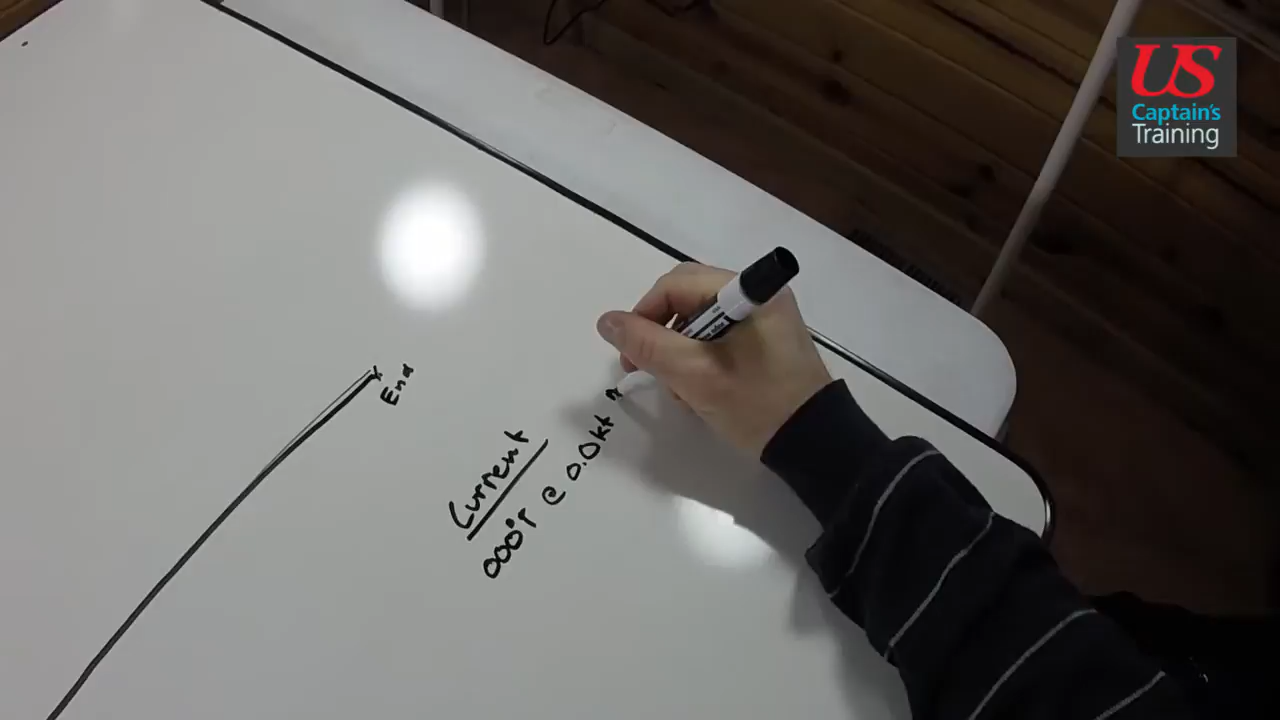 US
Captain's
Training
End
Current
000°T @ 0.0kt